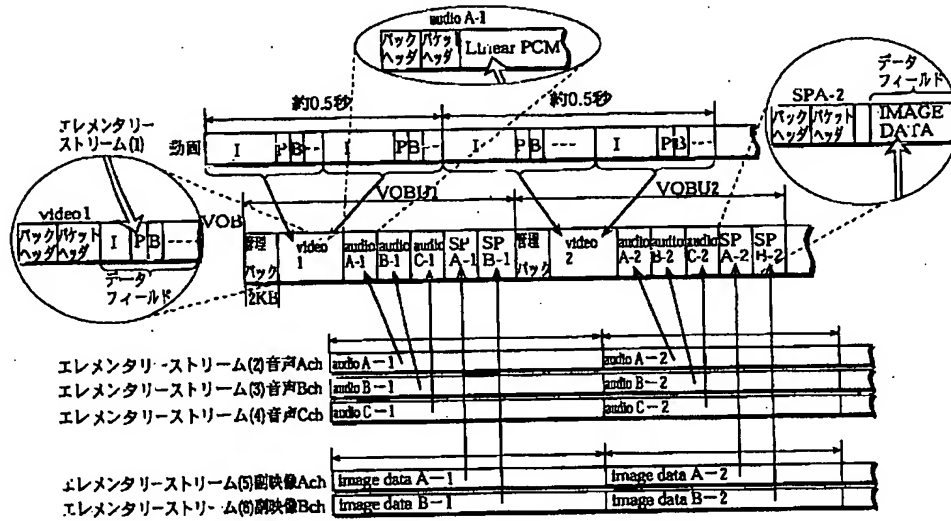 audio A-1
パック パケット
ヘッダ ヘッダ
Linear PCM
データ
フィールド
SPA-2
パック パケット
ヘッダ ヘッダ
IMAGE
DATA
約0.5秒
約0.5秒
エレメンタリー
ストリーム(1)
動画
I P B ---- I P B ---- I P B ---- I P B ----
VOBU1
VOBU2
VOB
video 1
パック パケット
ヘッダ ヘッダ
I P B ----
データ
フィールド
管理
パック
video
1
audio
A-1
audio
B-1
audio
C-1
SP
A-1
SP
B-1
管理
パック
video
2
audio
A-2
audio
B-2
audio
C-2
SP
A-2
SP
B-2
2KB
エレメンタリーストリーム(2)音声Ach audio A-1 audio A-2
エレメンタリーストリーム(3)音声Bch audio B-1 audio B-2
エレメンタリーストリーム(4)音声Cch audio C-1 audio C-2
エレメンタリーストリーム(5)副映像Ach image data A-1 image data A-2
エレメンタリーストリーム(6)副映像Bch image data B-1 image data B-2